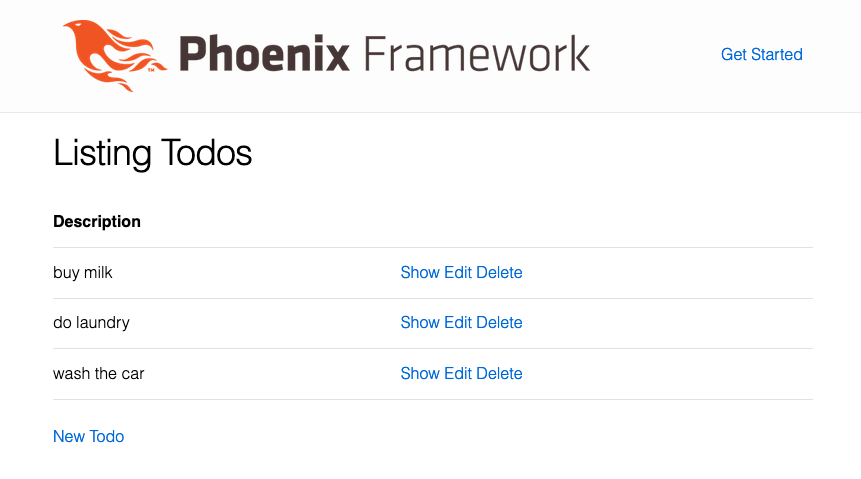 Phoenix Framework
TM
Get Started
Listing Todos
Description
buy milk Show Edit Delete
do laundry Show Edit Delete
wash the car Show Edit Delete
New Todo